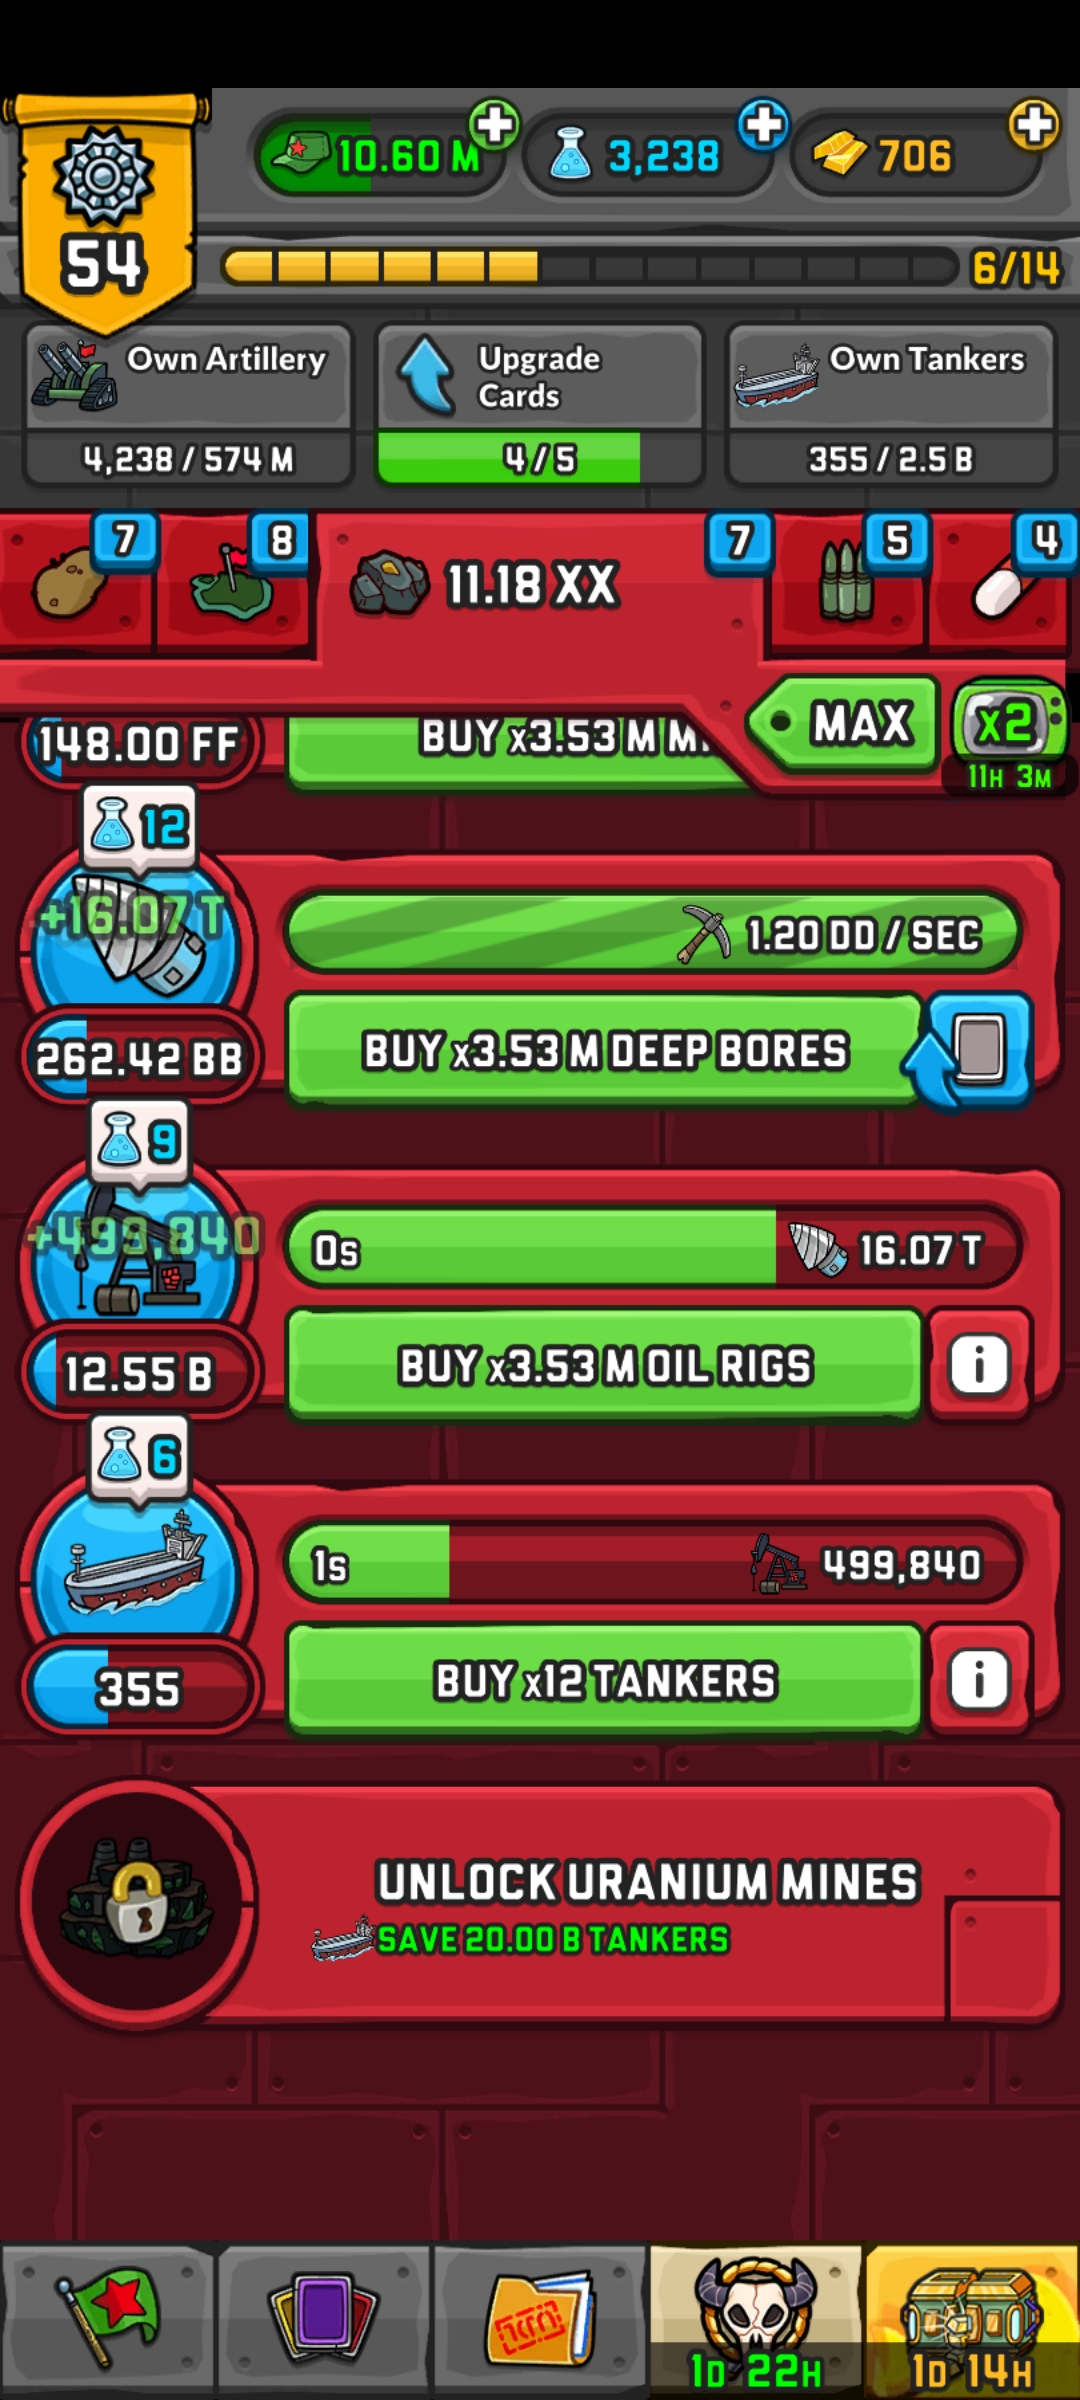 10.60 M
3,238
706
54
6/14
Own Artillery
4,238 / 574 M
Upgrade
Cards
4 / 5
Own Tankers
355 / 2.5 B
7
8
11.18 XX
7
5
4
MAX
x2
11H 3M
148.00 FF
BUY x3.53 M
12
+16.07 T
1.20 DD / SEC
262.42 BB
BUY x3.53 M DEEP BORES
9
+499,840
0s
16.07 T
12.55 B
BUY x3.53 M OIL RIGS
i
6
1s
499,840
355
BUY x12 TANKERS
i
UNLOCK URANIUM MINES
SAVE 20.00 B TANKERS
1D 22H
1D 14H